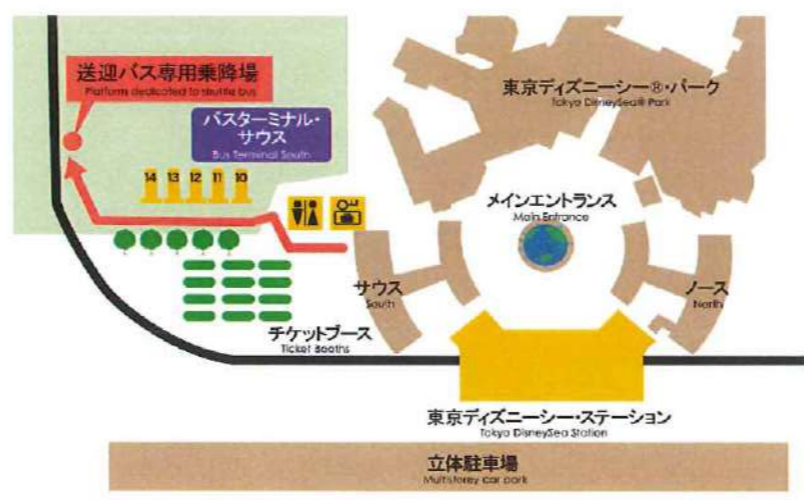 送迎バス専用乗降場
Platform dedicated to shuttle bus
バスターミナル・
サウス
Bus Terminal South
14 13 12 11 10
東京ディズニーシー®・パーク
Tokyo DisneySea® Park
メインエントランス
Main Entrance
サウス
South
ノース
North
チケットブース
Ticket Booths
東京ディズニーシー・ステーション
Tokyo DisneySea Station
立体駐車場
Multistorey car park